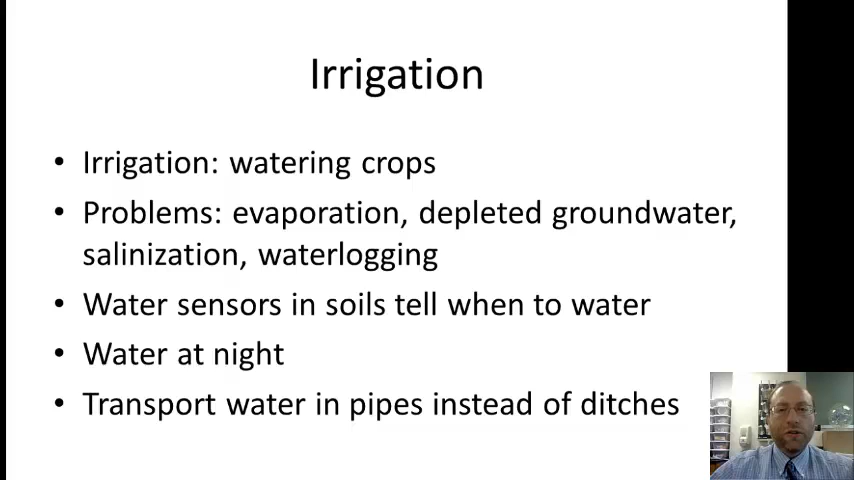 Irrigation
• Irrigation: watering crops
• Problems: evaporation, depleted groundwater,
salinization, waterlogging
• Water sensors in soils tell when to water
• Water at night
• Transport water in pipes instead of ditches